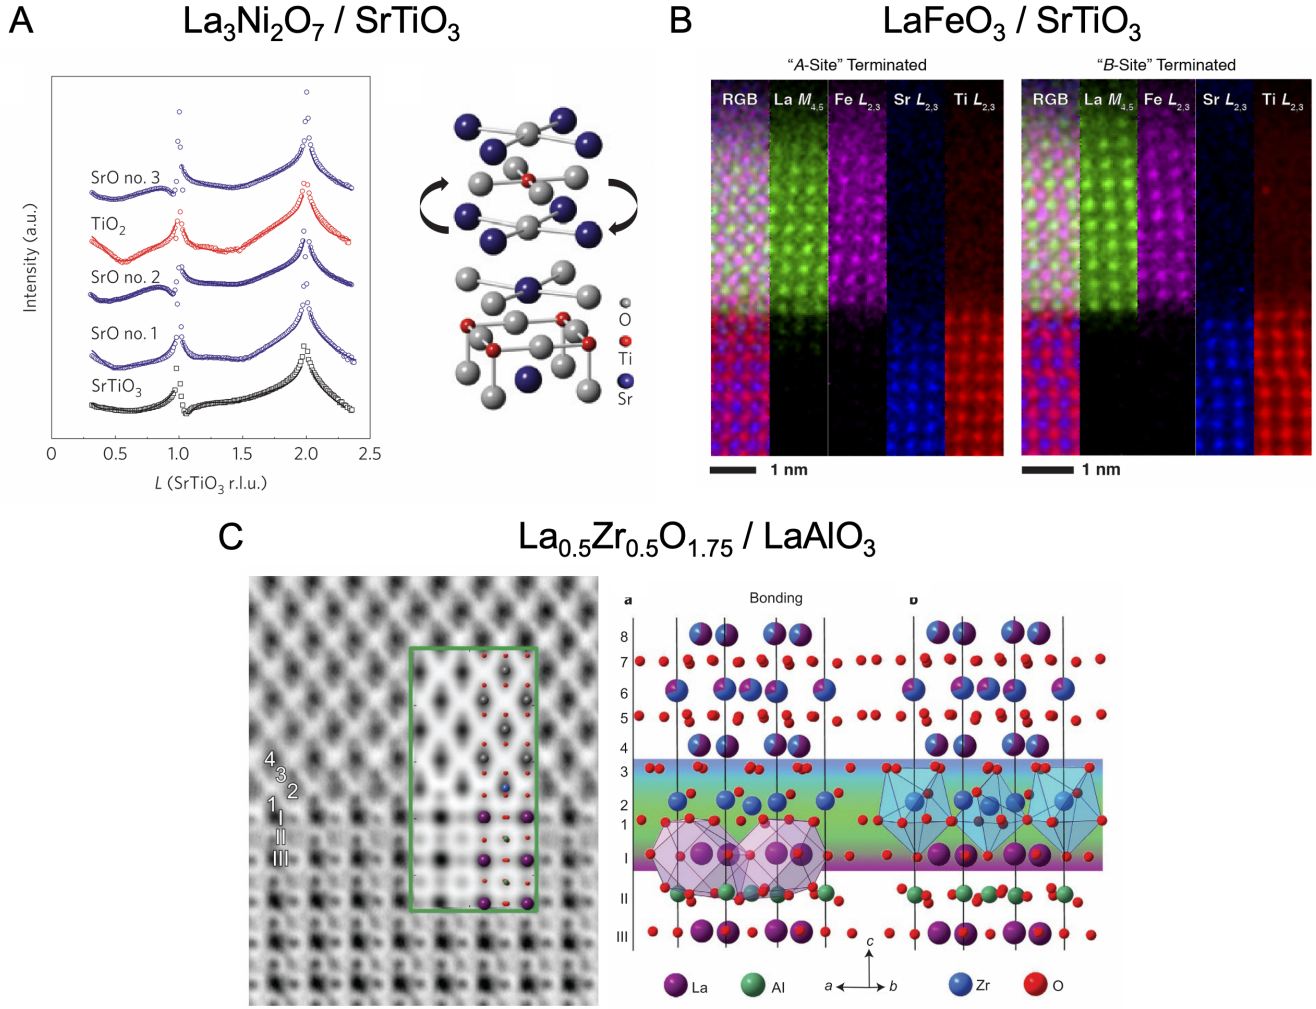 A
La₃Ni₂O₇ / SrTiO₃
Intensity (a.u.)
SrO no. 3
TiO₂
SrO no. 2
SrO no. 1
SrTiO₃
0 0.5 1.0 1.5 2.0 2.5
L (SrTiO₃ r.l.u.)
O
Ti
Sr
B
LaFeO₃ / SrTiO₃
"A-Site" Terminated
RGB La M₄,₅ Fe L₂,₃ Sr L₂,₃ Ti L₂,₃
1 nm
"B-Site" Terminated
RGB La M₄,₅ Fe L₂,₃ Sr L₂,₃ Ti L₂,₃
1 nm
C
La₀.₅Zr₀.₅O₁.₇₅ / LaAlO₃
4
3
2
1
I
II
III
a Bonding b
8
7
6
5
4
3
2
1
I
II
III
c
a b
La Al Zr O